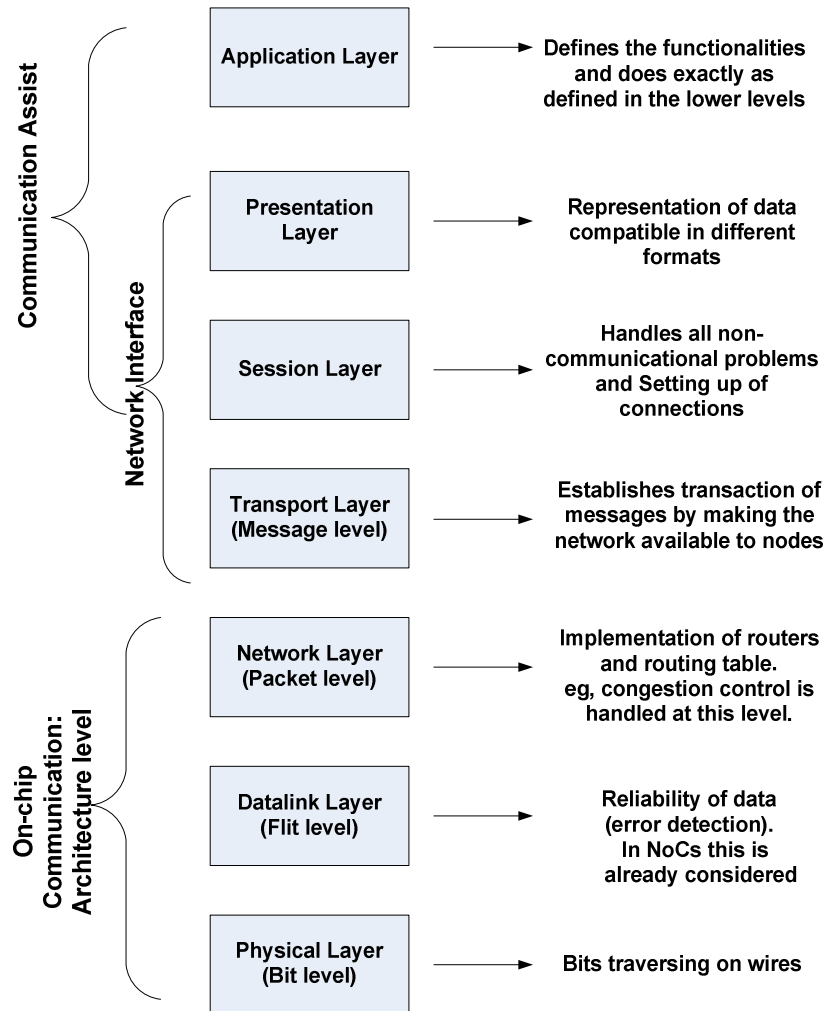 Communication Assist
Network Interface
On-chip
Communication:
Architecture level
Application Layer
Defines the functionalities
and does exactly as
defined in the lower levels
Presentation
Layer
Representation of data
compatible in different
formats
Session Layer
Handles all non-
communicational problems
and Setting up of
connections
Transport Layer
(Message level)
Establishes transaction of
messages by making the
network available to nodes
Network Layer
(Packet level)
Implementation of routers
and routing table.
eg, congestion control is
handled at this level.
Datalink Layer
(Flit level)
Reliability of data
(error detection).
In NoCs this is
already considered
Physical Layer
(Bit level)
Bits traversing on wires